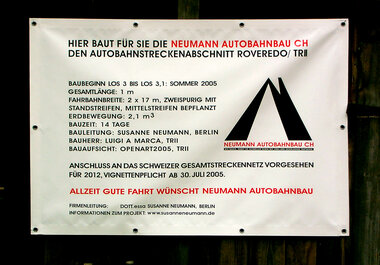 HIER BAUT FÜR SIE DIE NEUMANN AUTOBAHNBAU CH
DEN AUTOBAHNSTRECKENABSCHNITT ROVEREDO/ TRII
BAUBEGINN LOS 3 BIS LOS 3,1: SOMMER 2005
GESAMTLÄNGE: 1 m
FAHRBAHNBREITE: 2 x 17 m, ZWEISPURIG MIT
STANDSTREIFEN, MITTELSTREIFEN BEPFLANZT
ERDBEWEGUNG: 2,1 m³
BAUZEIT: 14 TAGE
BAULEITUNG: SUSANNE NEUMANN, BERLIN
BAUHERR: LUIGI A MARCA, TRII
BAUAUFSICHT: OPENART2005, TRII
NEUMANN AUTOBAHNBAU CH
ANSCHLUSS AN DAS SCHWEIZER GESAMTSTRECKENNETZ VORGESEHEN
FÜR 2012, VIGNETTENPFLICHT AB 30. JULI 2005.
ALLZEIT GUTE FAHRT WÜNSCHT NEUMANN AUTOBAHNBAU
FIRMENLEITUNG: DOTT.essa SUSANNE NEUMANN, BERLIN
INFORMATIONEN ZUM PROJEKT: www.susanneneumann.de